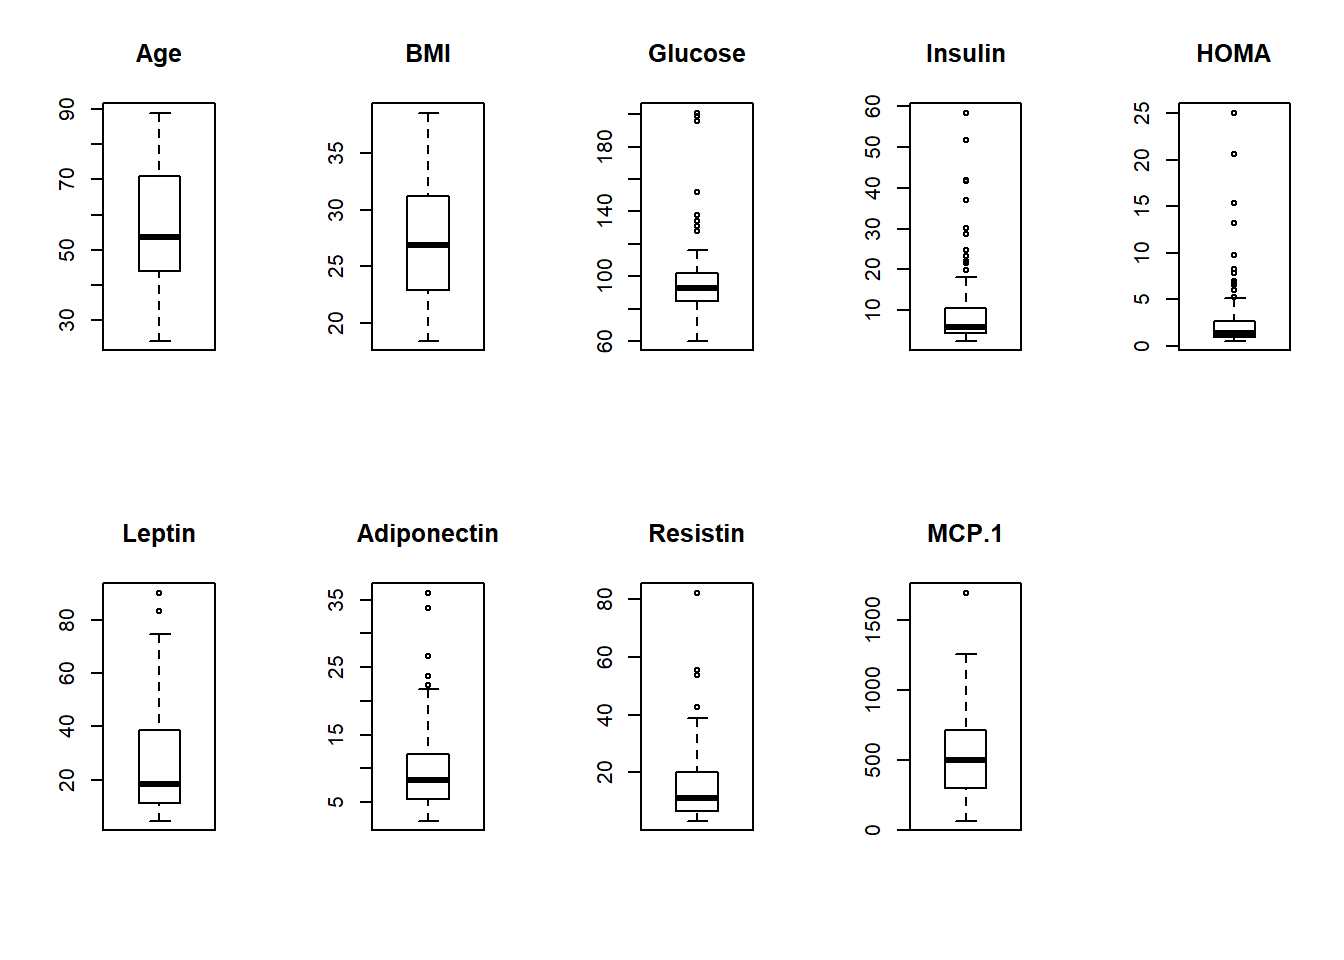 Age BMI Glucose Insulin HOMA
30 50 70 90
20 25 30 35
60 100 140 180
10 20 30 40 50 60
0 5 10 15 20 25
Leptin Adiponectin Resistin MCP.1
20 40 60 80
5 15 25 35
20 40 60 80
0 500 1000 1500